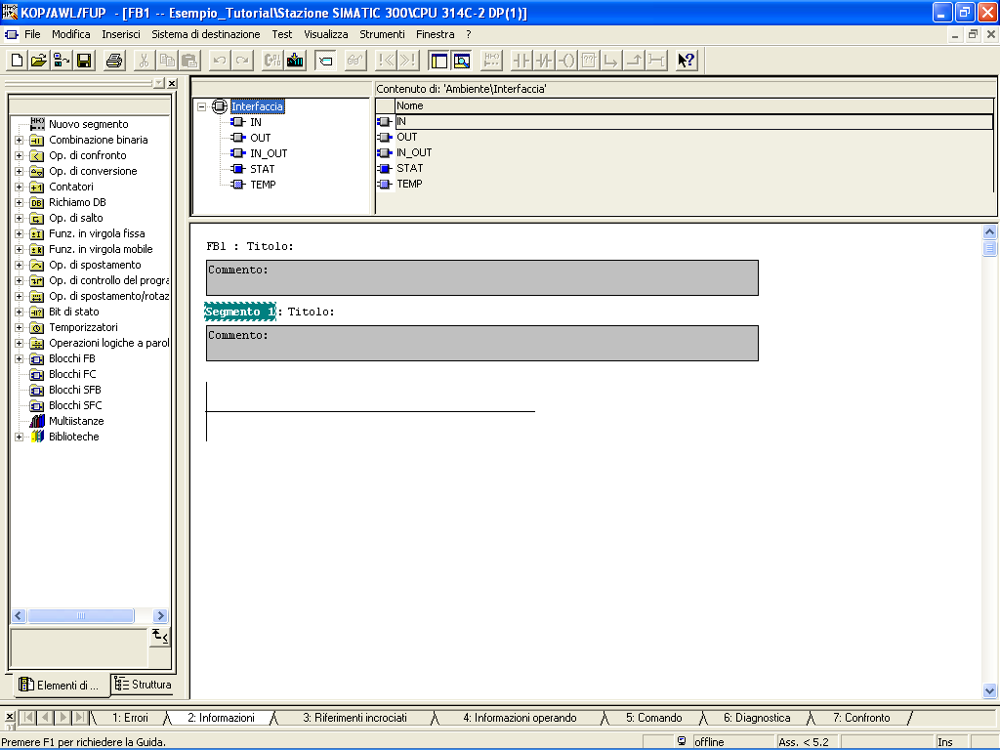 KOP/AWL/FUP - [FB1 -- Esempio_Tutorial\Stazione SIMATIC 300\CPU 314C-2 DP(1)]
File Modifica Inserisci Sistema di destinazione Test Visualizza Strumenti Finestra ?
Nuovo segmento
Combinazione binaria
Op. di confronto
Op. di conversione
Contatori
Richiamo DB
Op. di salto
Funz. in virgola fissa
Funz. in virgola mobile
Op. di spostamento
Op. di controllo del progra
Op. di spostamento/rotaz
Bit di stato
Temporizzatori
Operazioni logiche a parol
Blocchi FB
Blocchi FC
Blocchi SFB
Blocchi SFC
Multiistanze
Biblioteche
Elementi di ... Struttura
Interfaccia
IN
OUT
IN_OUT
STAT
TEMP
Contenuto di: 'Ambiente\Interfaccia'
Nome
IN
OUT
IN_OUT
STAT
TEMP
FB1 : Titolo:
Commento:
Segmento 1: Titolo:
Commento:
1: Errori 2: Informazioni 3: Riferimenti incrociati 4: Informazioni operando 5: Comando 6: Diagnostica 7: Confronto
Premere F1 per richiedere la Guida. offline Ass. < 5.2 Ins